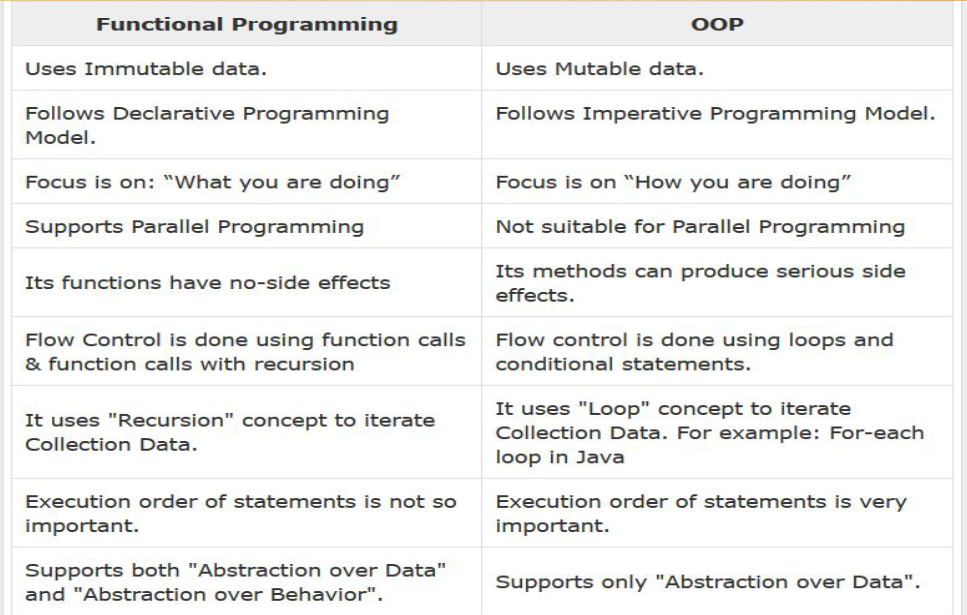 Functional Programming
OOP
Uses Immutable data.
Uses Mutable data.
Follows Declarative Programming
Model.
Follows Imperative Programming Model.
Focus is on: “What you are doing”
Focus is on “How you are doing”
Supports Parallel Programming
Not suitable for Parallel Programming
Its functions have no-side effects
Its methods can produce serious side
effects.
Flow Control is done using function calls
& function calls with recursion
Flow control is done using loops and
conditional statements.
It uses "Recursion" concept to iterate
Collection Data.
It uses "Loop" concept to iterate
Collection Data. For example: For-each
loop in Java
Execution order of statements is not so
important.
Execution order of statements is very
important.
Supports both "Abstraction over Data"
and "Abstraction over Behavior".
Supports only "Abstraction over Data".